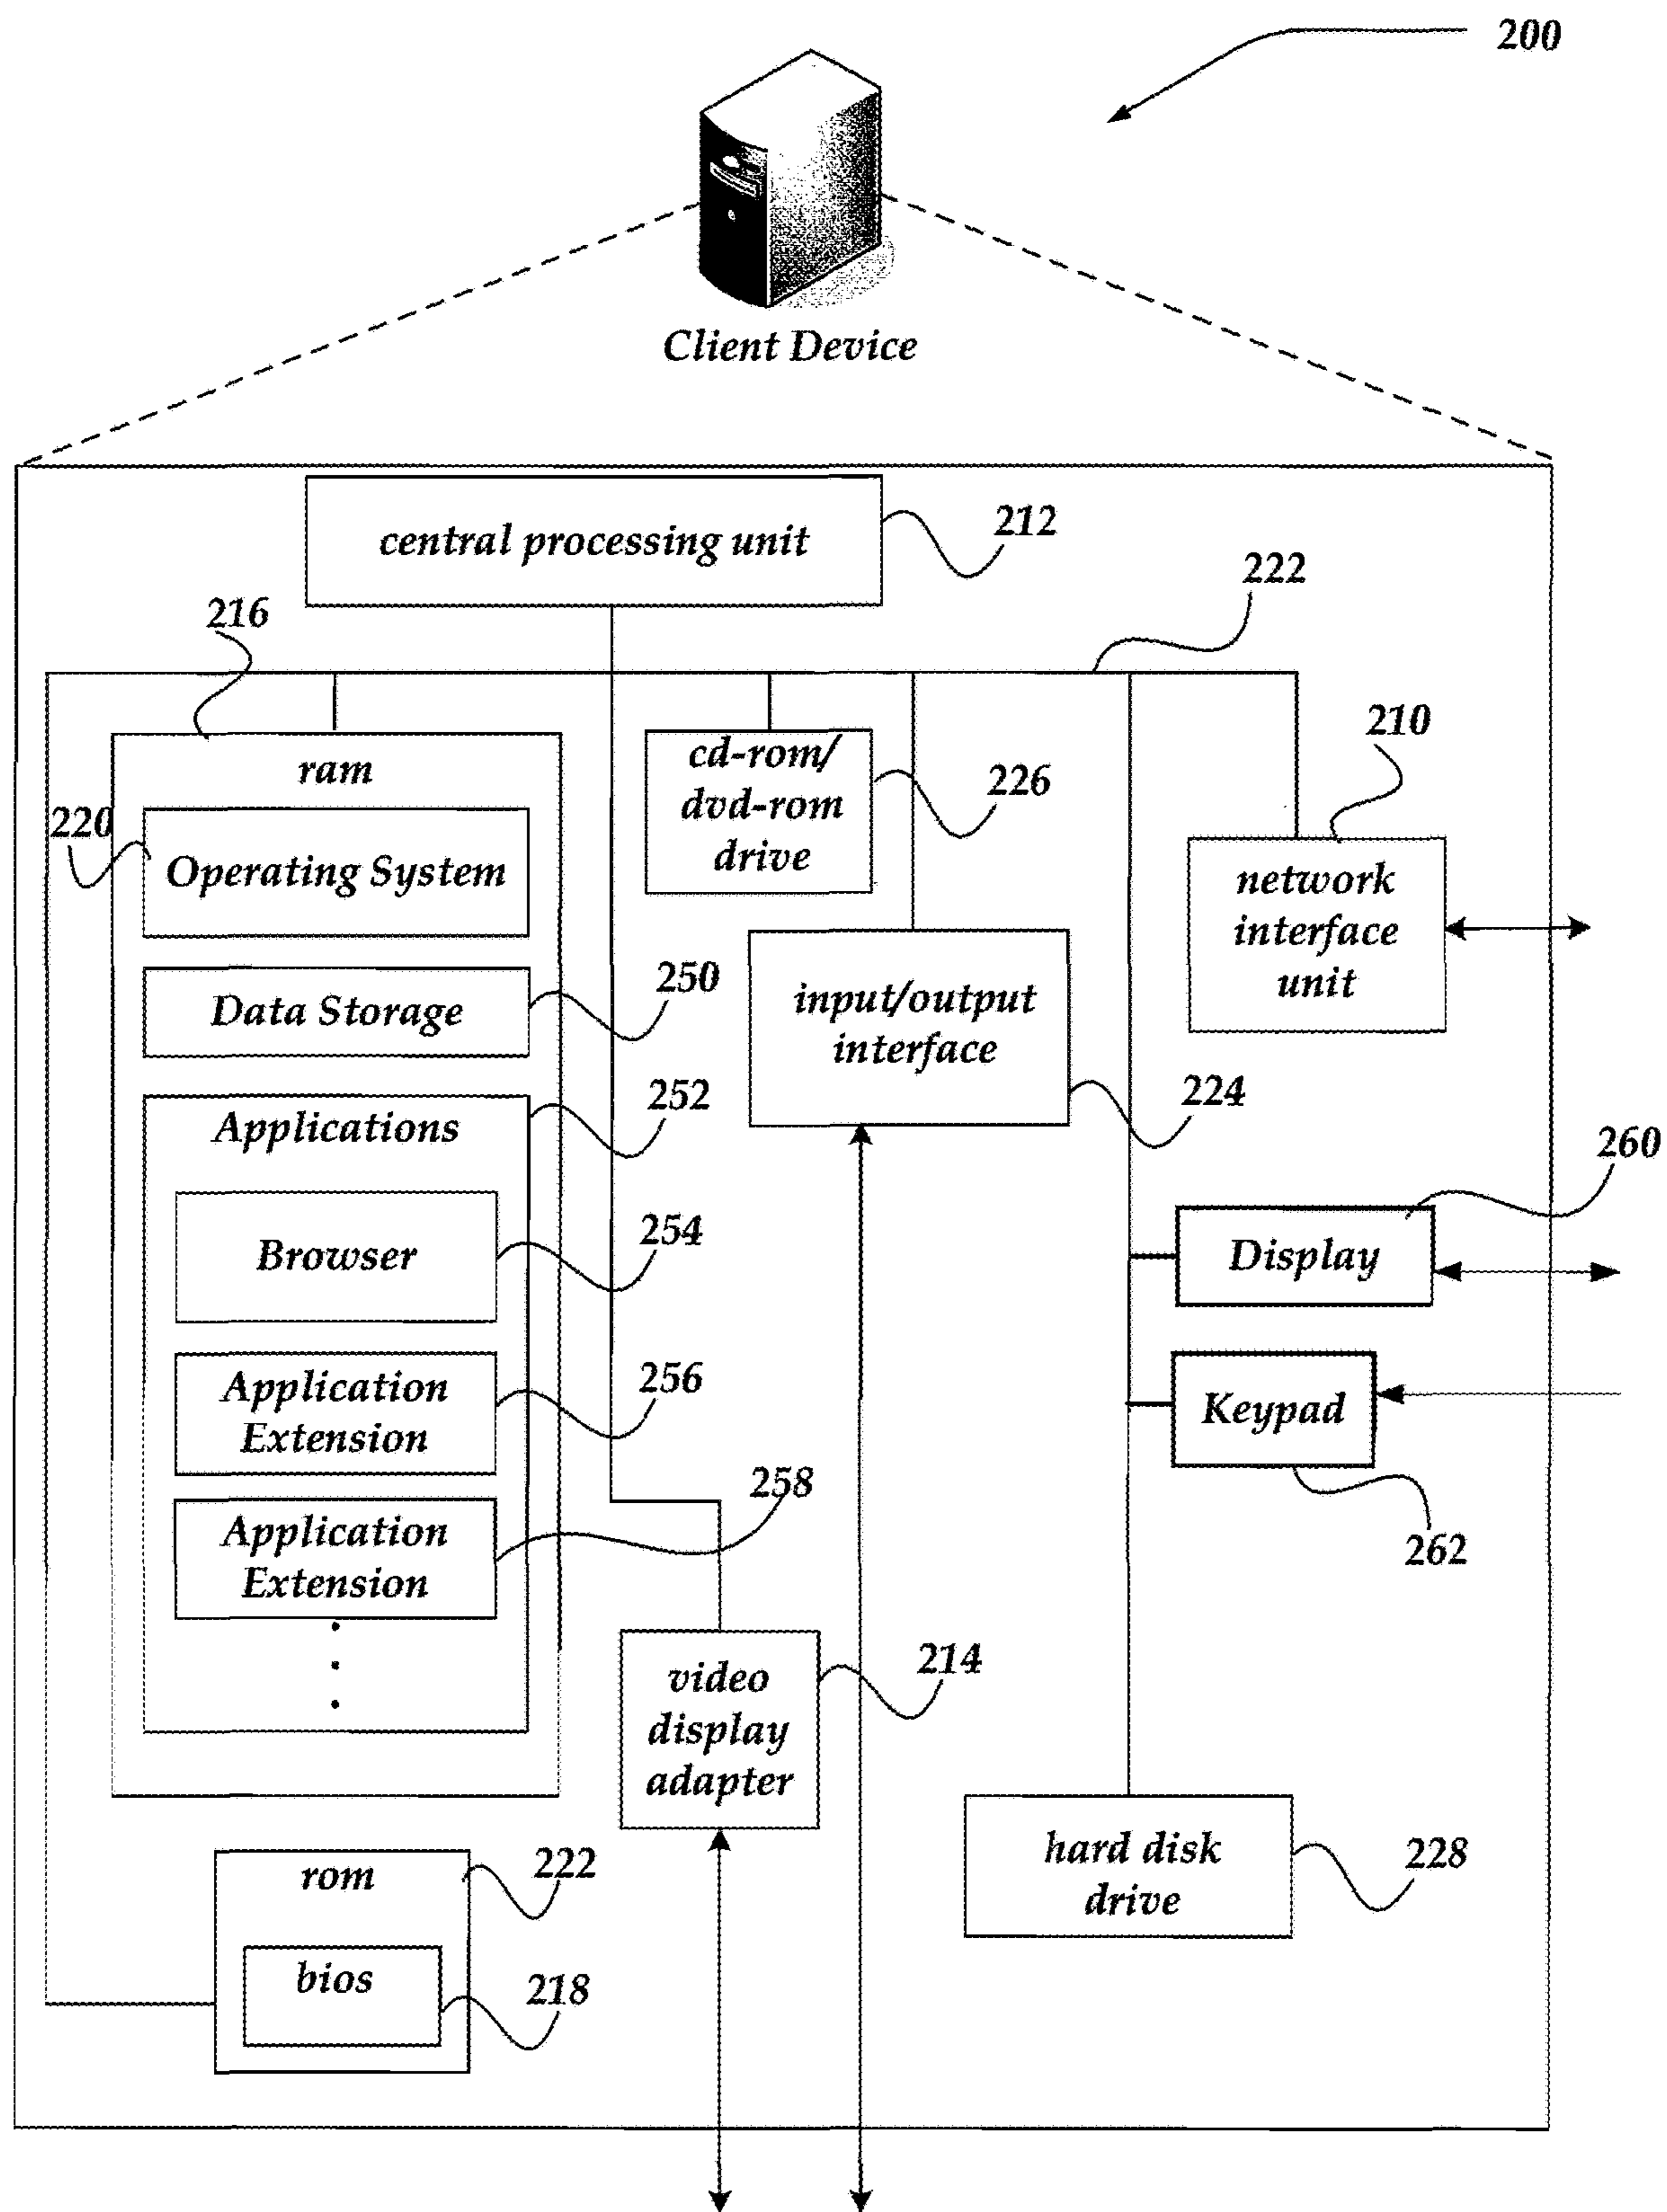 200
Client Device
central processing unit
212
222
216
210
ram
cd-rom/
dvd-rom
drive
226
220
Operating System
network
interface
unit
Data Storage
250
input/output
interface
252
224
Applications
260
Browser
254
Display
Application
Extension
256
Keypad
258
Application
Extension
262
video
display
adapter
214
hard disk
drive
228
rom
222
bios
218